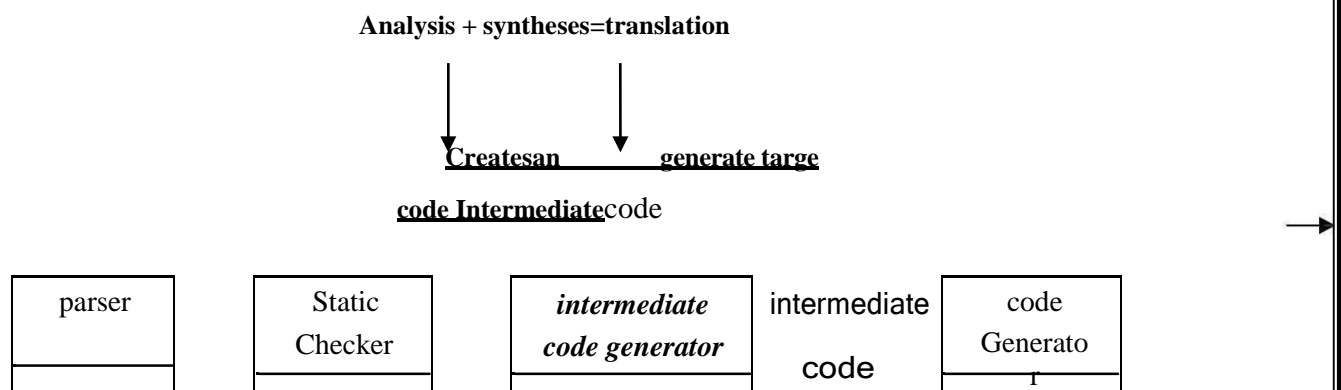 Analysis + syntheses=translation
Createsan generate targe
code Intermediatecode
parser
Static
Checker
intermediate
code generator
intermediate
code
code
Generato
r